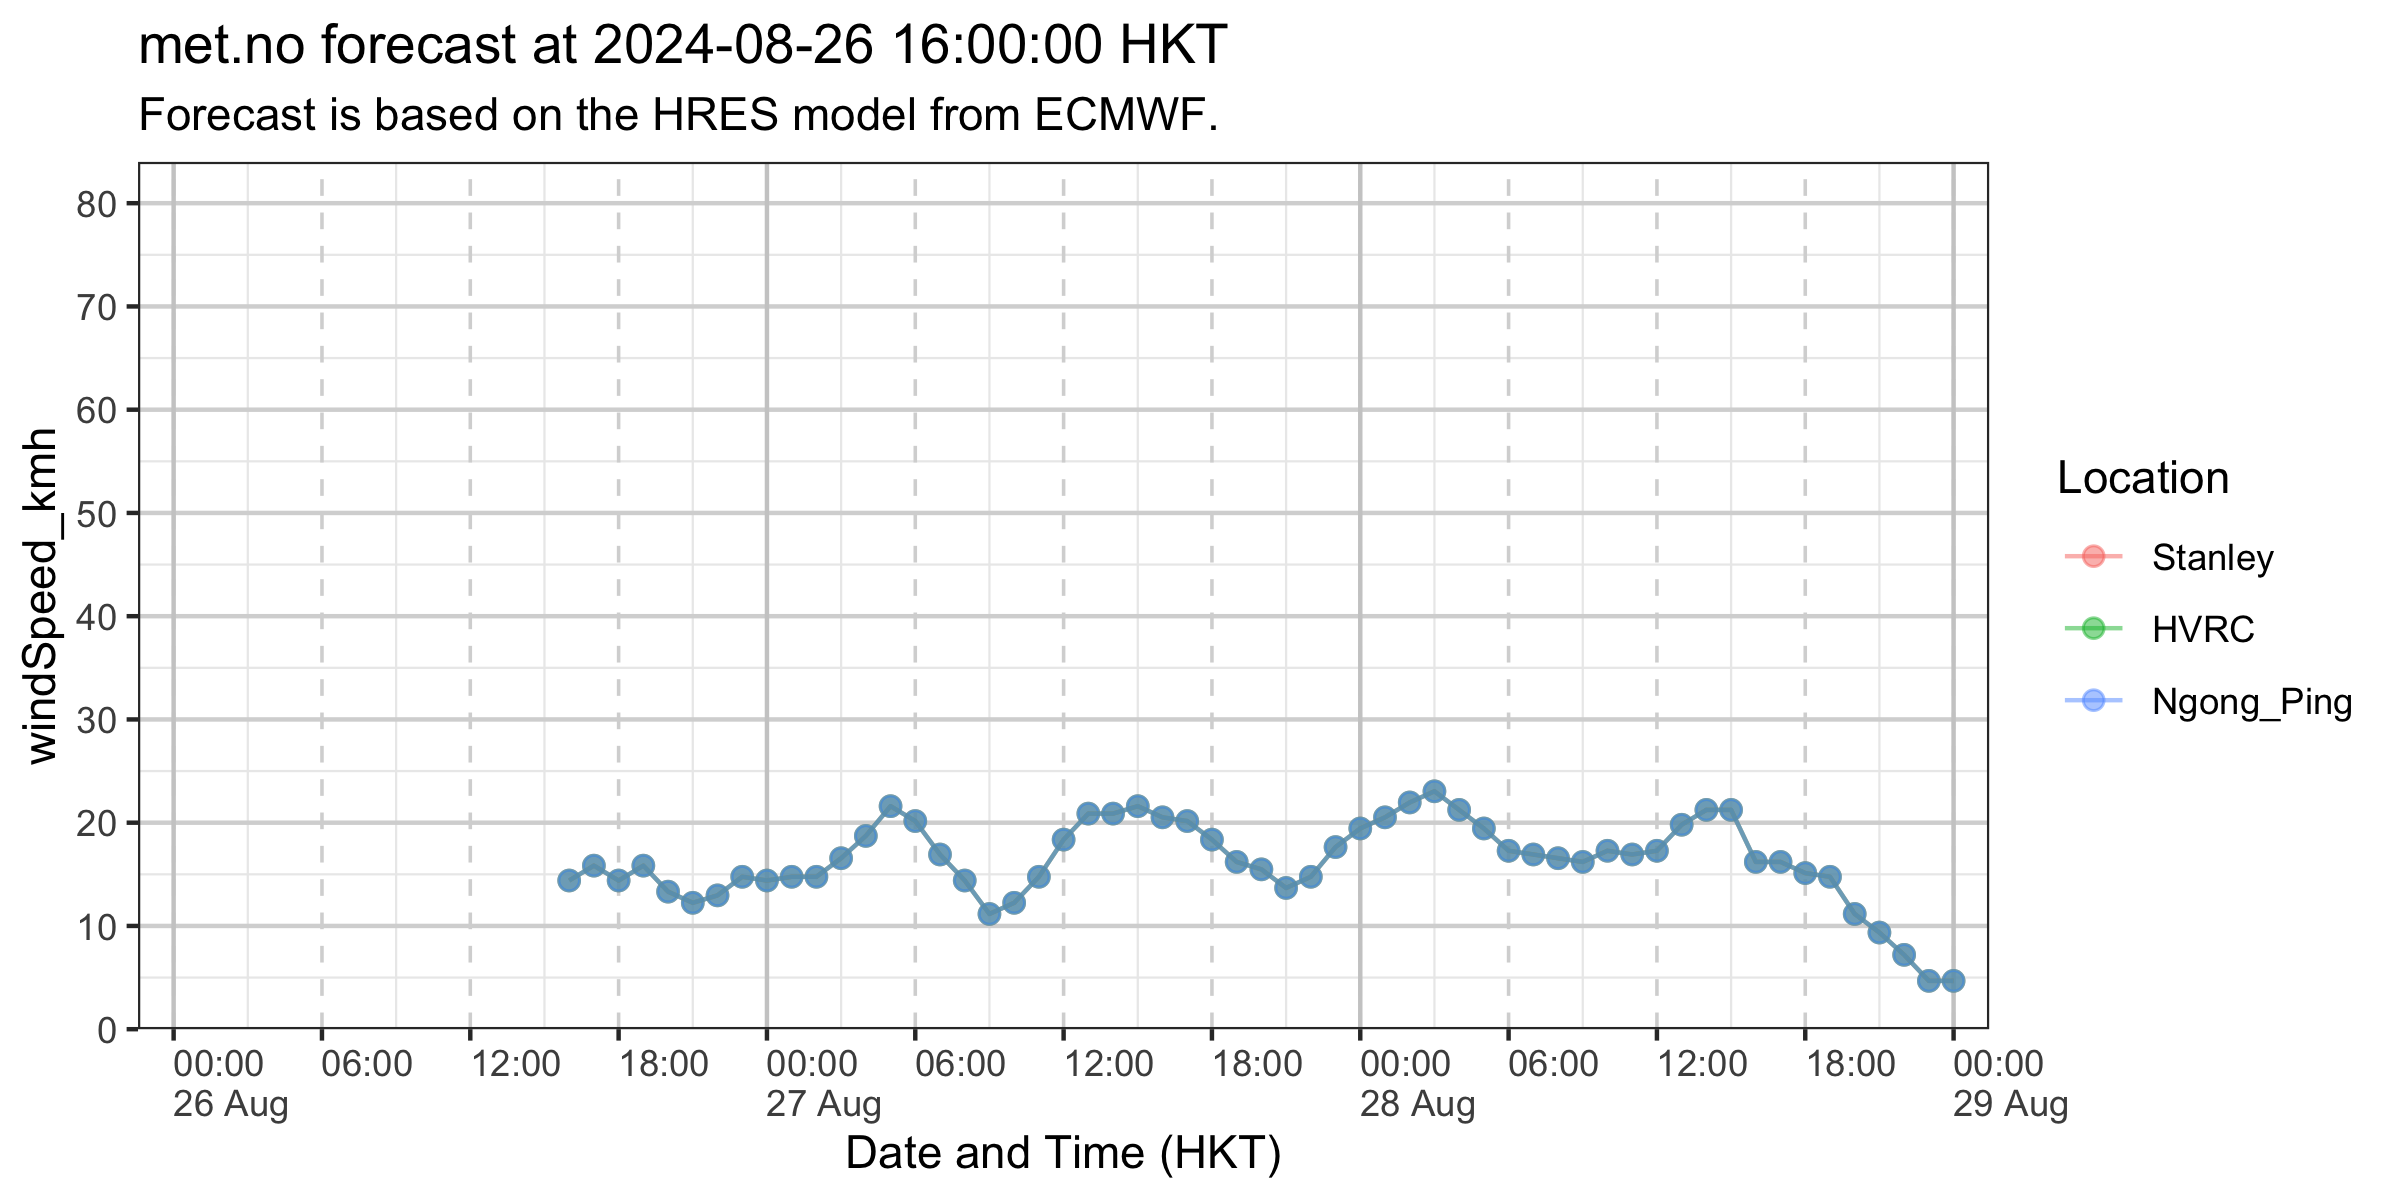 met.no forecast at 2024-08-26 16:00:00 HKT
Forecast is based on the HRES model from ECMWF.
windSpeed_kmh
80
70
60
50
40
30
20
10
0
00:00 06:00 12:00 18:00 00:00 06:00 12:00 18:00 00:00 06:00 12:00 18:00 00:00
26 Aug 27 Aug 28 Aug 29 Aug
Date and Time (HKT)
Location
Stanley
HVRC
Ngong_Ping